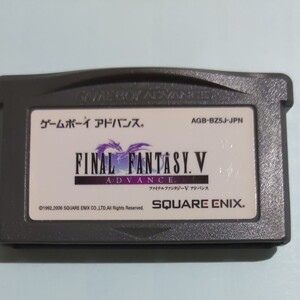 GAME BOY ADVANCE
ゲームボーイ アドバンス® AGB-BZ5J-JPN
FINAL FANTASY. V
ADVANCE
ファイナルファンタジーV アドバンス
©1992,2006 SQUARE ENIX CO.,LTD.All Rights Reserved. SQUARE ENIX.